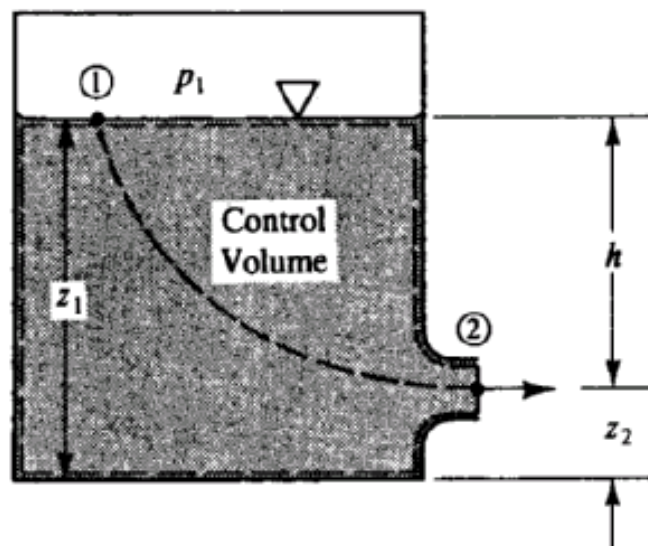 ① p₁
Control
Volume
z₁
h
②
z₂